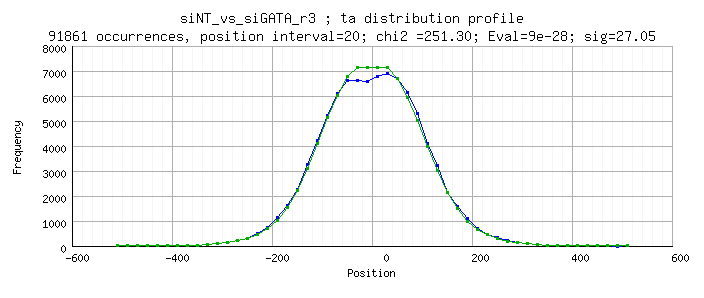 siNT_vs_siGATA_r3 ; ta distribution profile
91861 occurrences, position interval=20; chi2 =251.30; Eval=9e-28; sig=27.05
8000
7000
6000
5000
4000
3000
2000
1000
0
Frequency
-600 -400 -200 0 200 400 600
Position